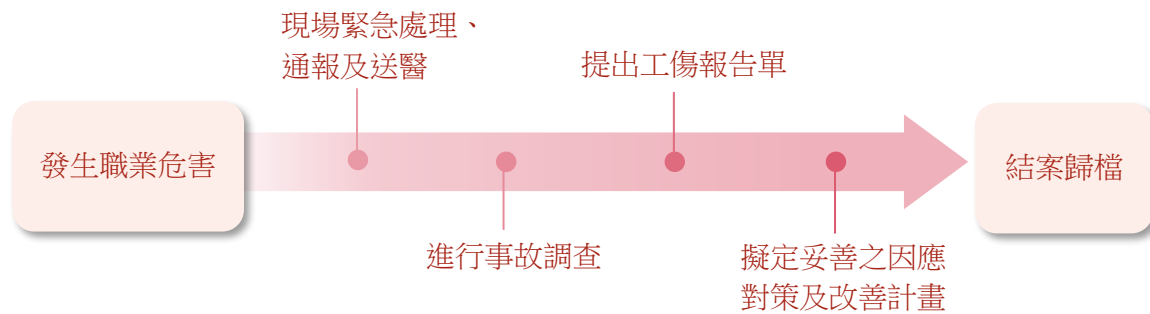 發生職業危害
現場緊急處理、
通報及送醫
進行事故調查
提出工傷報告單
擬定妥善之因應
對策及改善計畫
結案歸檔